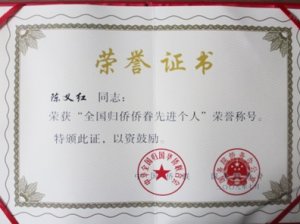 荣誉证书
陈义红 同志：
荣获“全国归侨侨眷先进个人”荣誉称号。
特颁此证，以资鼓励。